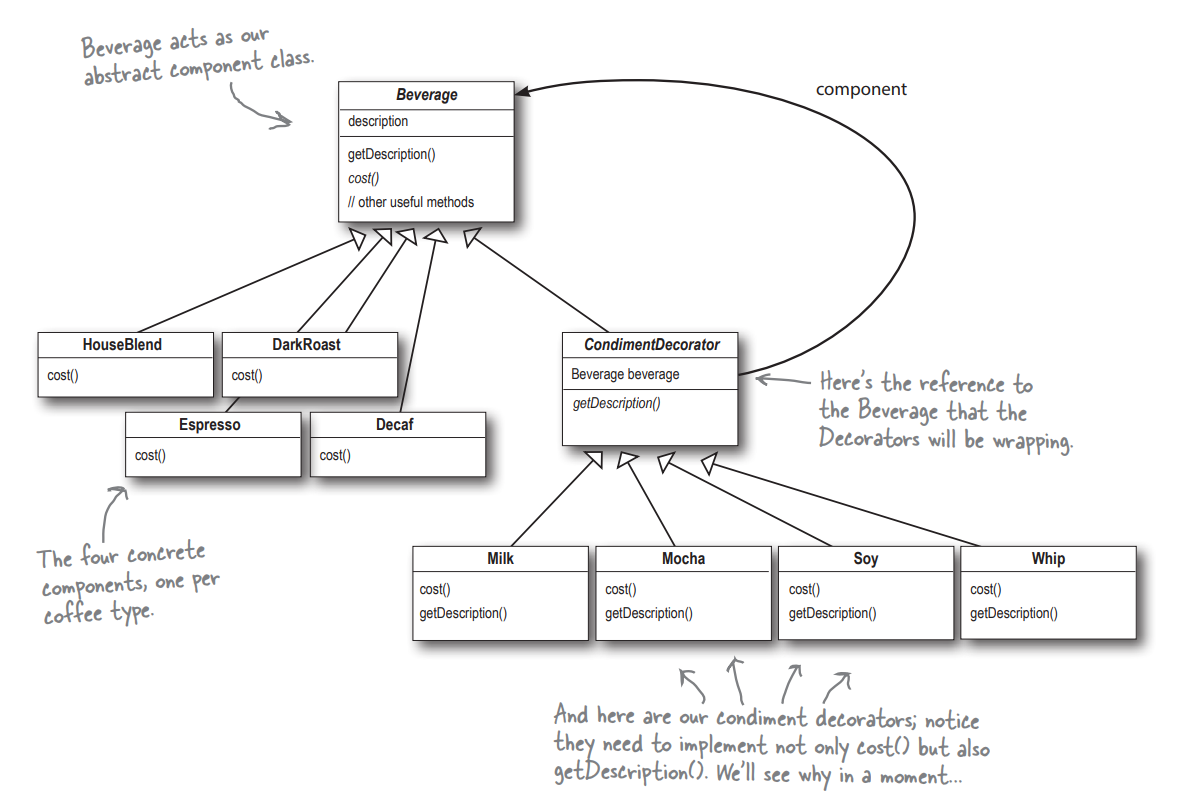 Beverage acts as our
abstract component class.
component
Beverage
description
getDescription()
cost()
// other useful methods
HouseBlend
cost()
DarkRoast
cost()
CondimentDecorator
Beverage beverage
getDescription()
Here's the reference to
the Beverage that the
Decorators will be wrapping.
Espresso
cost()
Decaf
cost()
The four concrete
components, one per
coffee type.
Milk
cost()
getDescription()
Mocha
cost()
getDescription()
Soy
cost()
getDescription()
Whip
cost()
getDescription()
And here are our condiment decorators; notice
they need to implement not only cost() but also
getDescription(). We'll see why in a moment...